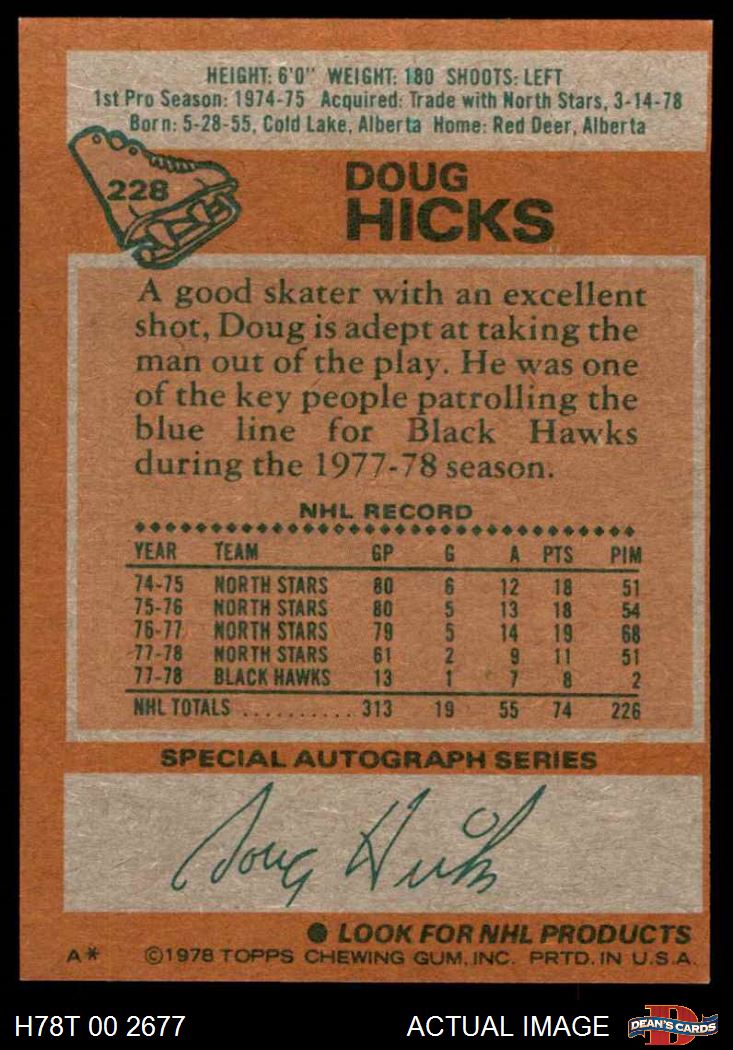 HEIGHT: 6'0" WEIGHT: 180 SHOOTS: LEFT
1st Pro Season: 1974-75 Acquired: Trade with North Stars, 3-14-78
Born: 5-28-55, Cold Lake, Alberta Home: Red Deer, Alberta
228
DOUG
HICKS
A good skater with an excellent
shot, Doug is adept at taking the
man out of the play. He was one
of the key people patrolling the
blue line for Black Hawks
during the 1977-78 season.
NHL RECORD
YEAR TEAM GP G A PTS PIM
74-75 NORTH STARS 80 6 12 18 51
75-76 NORTH STARS 80 5 13 18 54
76-77 NORTH STARS 79 5 14 19 68
77-78 NORTH STARS 61 2 9 11 51
77-78 BLACK HAWKS 13 1 7 8 2
NHL TOTALS .......... 313 19 55 74 226
SPECIAL AUTOGRAPH SERIES
Doug Hicks
● LOOK FOR NHL PRODUCTS
A* ©1978 TOPPS CHEWING GUM, INC. PRTD. IN U.S.A.
H78T 00 2677 ACTUAL IMAGE D DEAN'S CARDS